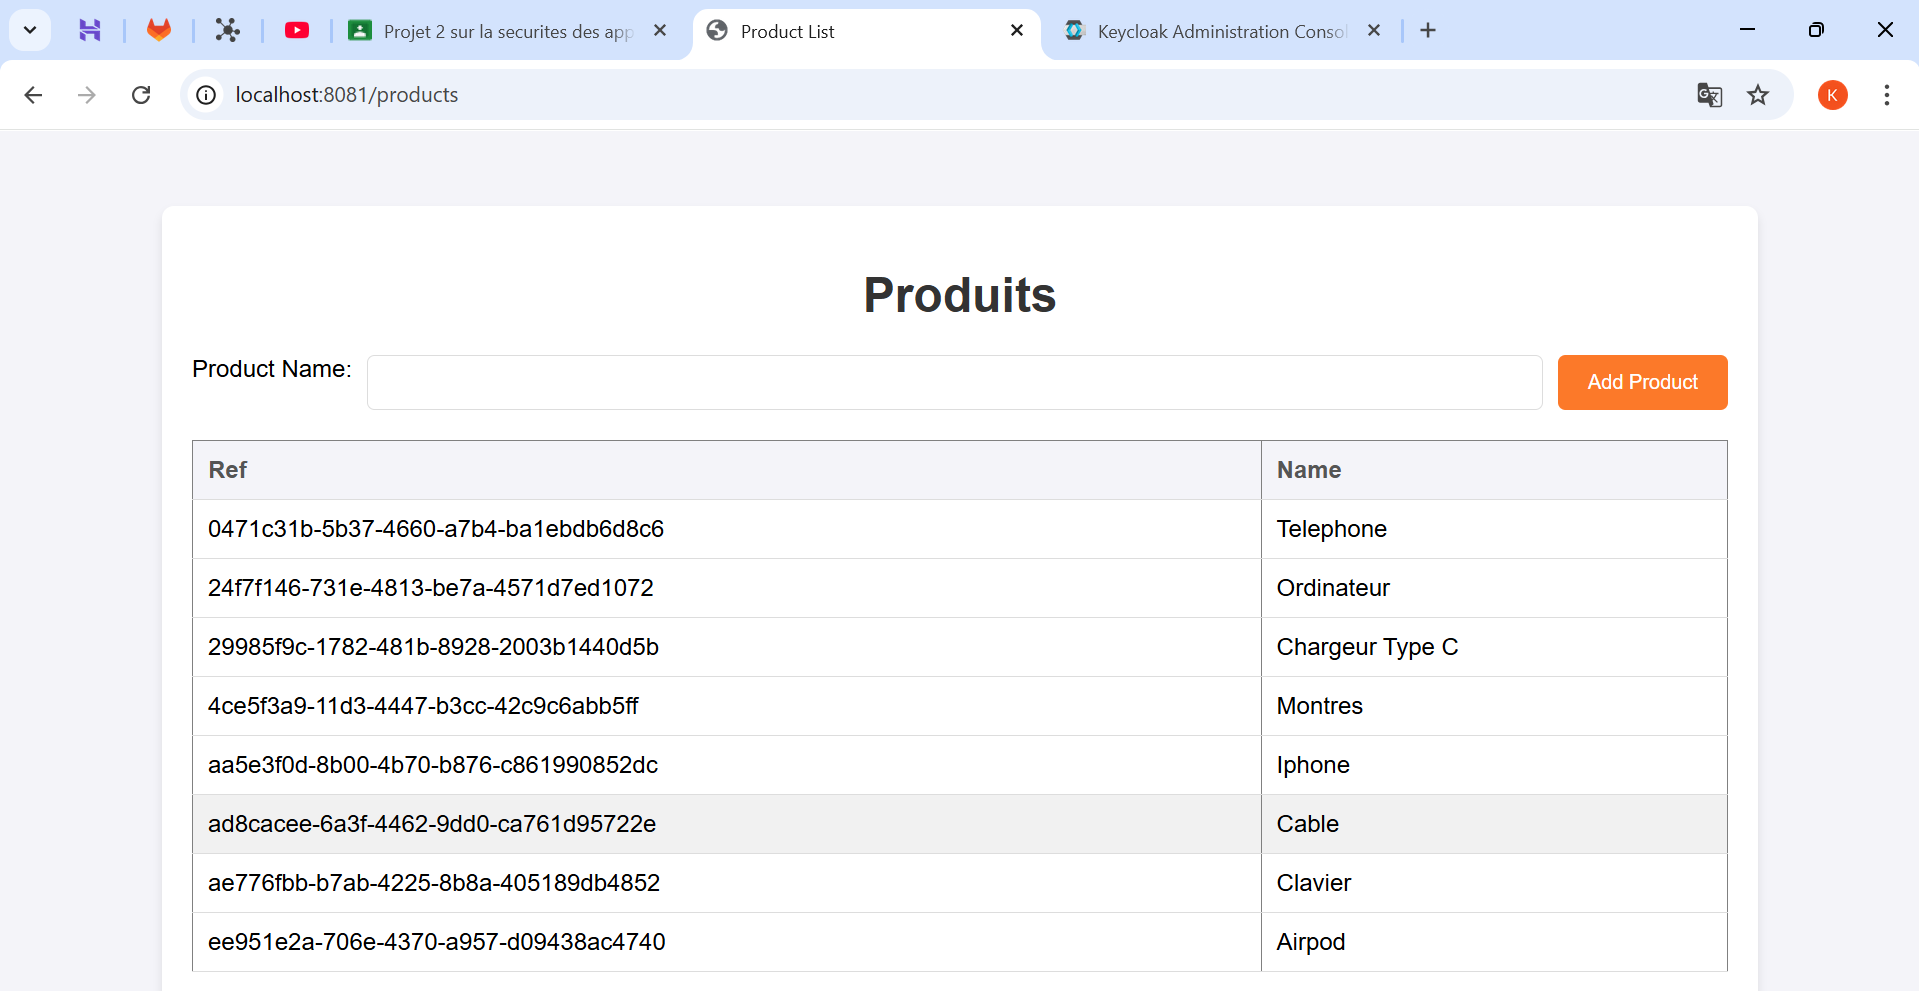 Projet 2 sur la securites des app
Product List
Keycloak Administration Consol
localhost:8081/products
K
Produits
Product Name:
Add Product
Ref Name
0471c31b-5b37-4660-a7b4-ba1ebdb6d8c6 Telephone
24f7f146-731e-4813-be7a-4571d7ed1072 Ordinateur
29985f9c-1782-481b-8928-2003b1440d5b Chargeur Type C
4ce5f3a9-11d3-4447-b3cc-42c9c6abb5ff Montres
aa5e3f0d-8b00-4b70-b876-c861990852dc Iphone
ad8cacee-6a3f-4462-9dd0-ca761d95722e Cable
ae776fbb-b7ab-4225-8b8a-405189db4852 Clavier
ee951e2a-706e-4370-a957-d09438ac4740 Airpod